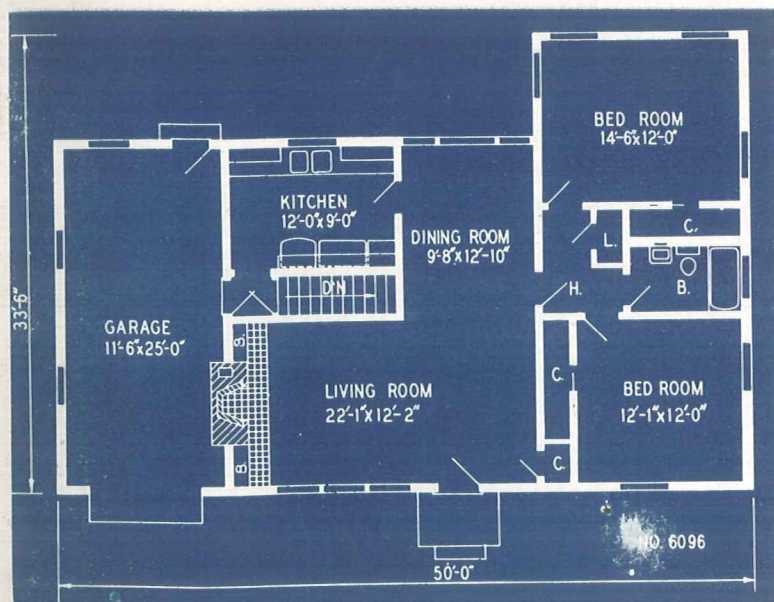 BED ROOM
14'-6"x12'-0"
KITCHEN
12'-0"x9'-0"
DINING ROOM
9'-8"x12'-10"
L.
C.
B.
H.
D'N
33'-6"
GARAGE
11'-6"x25'-0"
B.
LIVING ROOM
22'-1"x12'-2"
C.
BED ROOM
12'-1"x12'-0"
B.
C.
NO. 6096
50'-0"